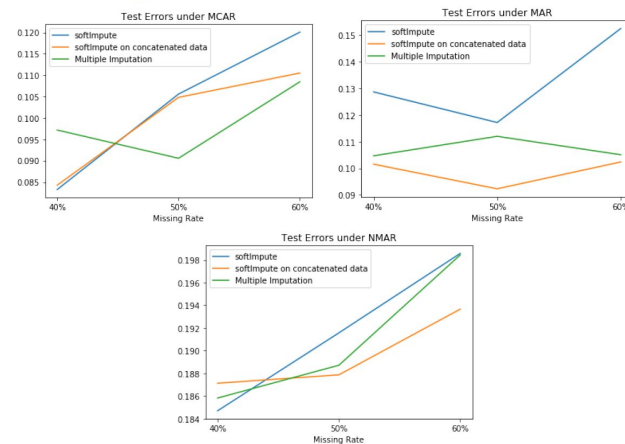 Test Errors under MCAR
softImpute
softImpute on concatenated data
Multiple Imputation
0.120
0.115
0.110
0.105
0.100
0.095
0.090
0.085
40%
50%
60%
Missing Rate
Test Errors under MAR
softImpute
softImpute on concatenated data
Multiple Imputation
0.15
0.14
0.13
0.12
0.11
0.10
0.09
40%
50%
60%
Missing Rate
Test Errors under NMAR
softImpute
softImpute on concatenated data
Multiple Imputation
0.198
0.196
0.194
0.192
0.190
0.188
0.186
0.184
40%
50%
60%
Missing Rate